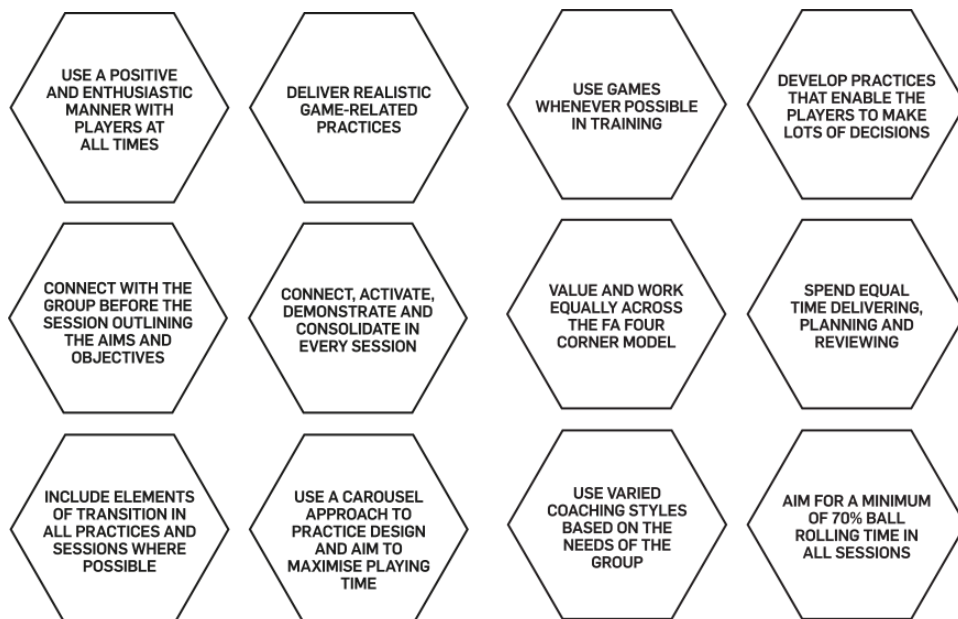 USE A POSITIVE
AND ENTHUSIASTIC
MANNER WITH
PLAYERS AT
ALL TIMES
DELIVER REALISTIC
GAME-RELATED
PRACTICES
USE GAMES
WHENEVER POSSIBLE
IN TRAINING
DEVELOP PRACTICES
THAT ENABLE THE
PLAYERS TO MAKE
LOTS OF DECISIONS
CONNECT WITH THE
GROUP BEFORE THE
SESSION OUTLINING
THE AIMS AND
OBJECTIVES
CONNECT, ACTIVATE,
DEMONSTRATE AND
CONSOLIDATE IN
EVERY SESSION
VALUE AND WORK
EQUALLY ACROSS
THE FA FOUR
CORNER MODEL
SPEND EQUAL
TIME DELIVERING,
PLANNING AND
REVIEWING
INCLUDE ELEMENTS
OF TRANSITION IN
ALL PRACTICES AND
SESSIONS WHERE
POSSIBLE
USE A CAROUSEL
APPROACH TO
PRACTICE DESIGN
AND AIM TO
MAXIMISE PLAYING
TIME
USE VARIED
COACHING STYLES
BASED ON THE
NEEDS OF THE
GROUP
AIM FOR A MINIMUM
OF 70% BALL
ROLLING TIME IN
ALL SESSIONS